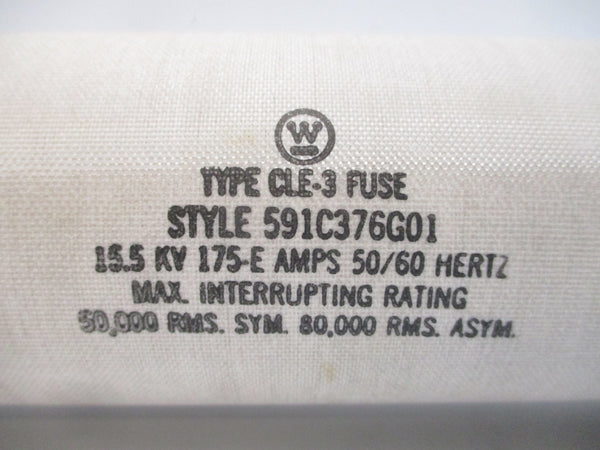 W
TYPE CLE-3 FUSE
STYLE 591C376G01
15.5 KV 175-E AMPS 50/60 HERTZ
MAX. INTERRUPTING RATING
50,000 RMS. SYM. 80,000 RMS. ASYM.